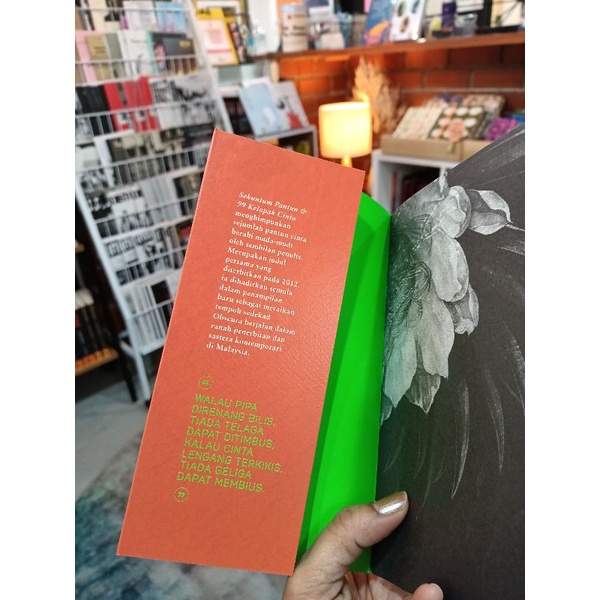 Sekuntum Pantun &
99 Kelopak Cinta
menghimpunkan
sejumlah pantun cinta
berahi muda-mudi
oleh sembilan penulis.
Merupakan judul
pertama yang
diterbitkan pada 2012,
ia dihadirkan semula
dalam penampilan
baru sebagai meraikan
tempoh sedekad
Obscura berjalan dalam
ranah penerbitan dan
sastera kontemporari
di Malaysia.
“
WALAU PIPA
DIRENANG BILIS,
TIADA TELAGA
DAPAT DITIMBUS,
KALAU CINTA
LENGANG TERKIKIS,
TIADA GELIGA
DAPAT MEMBIUS.
”